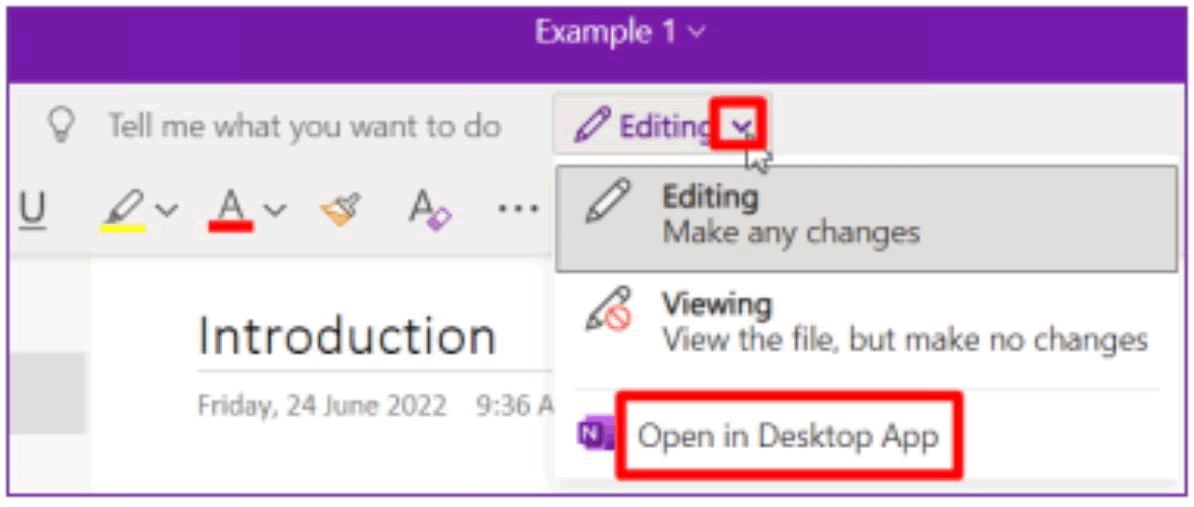 Example 1
Tell me what you want to do
Editing
Editing
Make any changes
Viewing
View the file, but make no changes
Introduction
Friday, 24 June 2022 9:36 A
Open in Desktop App